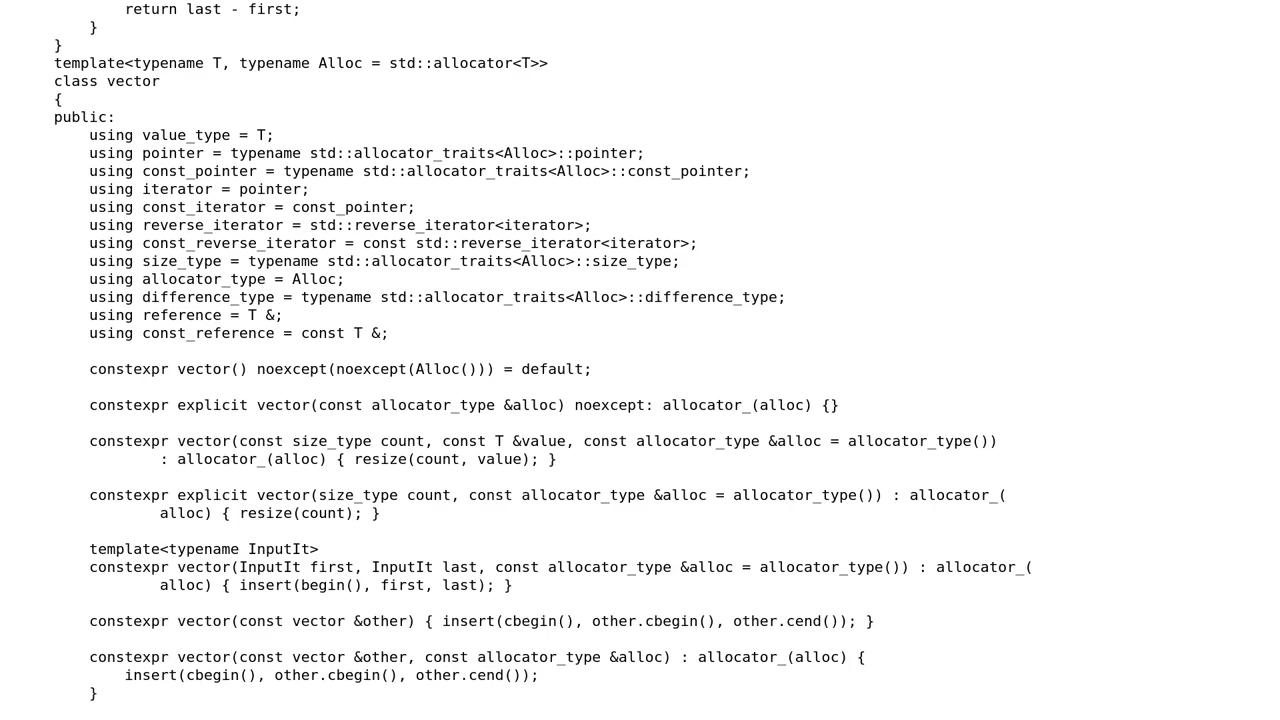 return last - first;
    }
}
template<typename T, typename Alloc = std::allocator<T>>
class vector
{
public:
    using value_type = T;
    using pointer = typename std::allocator_traits<Alloc>::pointer;
    using const_pointer = typename std::allocator_traits<Alloc>::const_pointer;
    using iterator = pointer;
    using const_iterator = const_pointer;
    using reverse_iterator = std::reverse_iterator<iterator>;
    using const_reverse_iterator = const std::reverse_iterator<iterator>;
    using size_type = typename std::allocator_traits<Alloc>::size_type;
    using allocator_type = Alloc;
    using difference_type = typename std::allocator_traits<Alloc>::difference_type;
    using reference = T &;
    using const_reference = const T &;

    constexpr vector() noexcept(noexcept(Alloc())) = default;

    constexpr explicit vector(const allocator_type &alloc) noexcept: allocator_(alloc) {}

    constexpr vector(const size_type count, const T &value, const allocator_type &alloc = allocator_type())
            : allocator_(alloc) { resize(count, value); }

    constexpr explicit vector(size_type count, const allocator_type &alloc = allocator_type()) : allocator_(
            alloc) { resize(count); }

    template<typename InputIt>
    constexpr vector(InputIt first, InputIt last, const allocator_type &alloc = allocator_type()) : allocator_(
            alloc) { insert(begin(), first, last); }

    constexpr vector(const vector &other) { insert(cbegin(), other.cbegin(), other.cend()); }

    constexpr vector(const vector &other, const allocator_type &alloc) : allocator_(alloc) {
        insert(cbegin(), other.cbegin(), other.cend());
    }